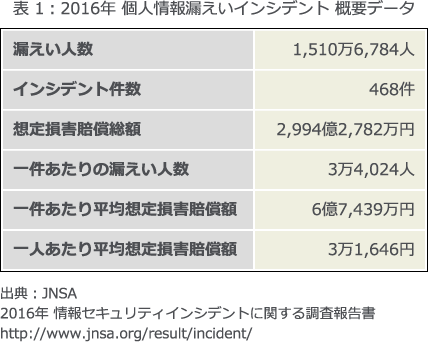 表 1：2016年 個人情報漏えいインシデント 概要データ
漏えい人数 1,510万6,784人
インシデント件数 468件
想定損害賠償総額 2,994億2,782万円
一件あたりの漏えい人数 3万4,024人
一件あたり平均想定損害賠償額 6億7,439万円
一人あたり平均想定損害賠償額 3万1,646円
出典：JNSA
2016年 情報セキュリティインシデントに関する調査報告書
http://www.jnsa.org/result/incident/